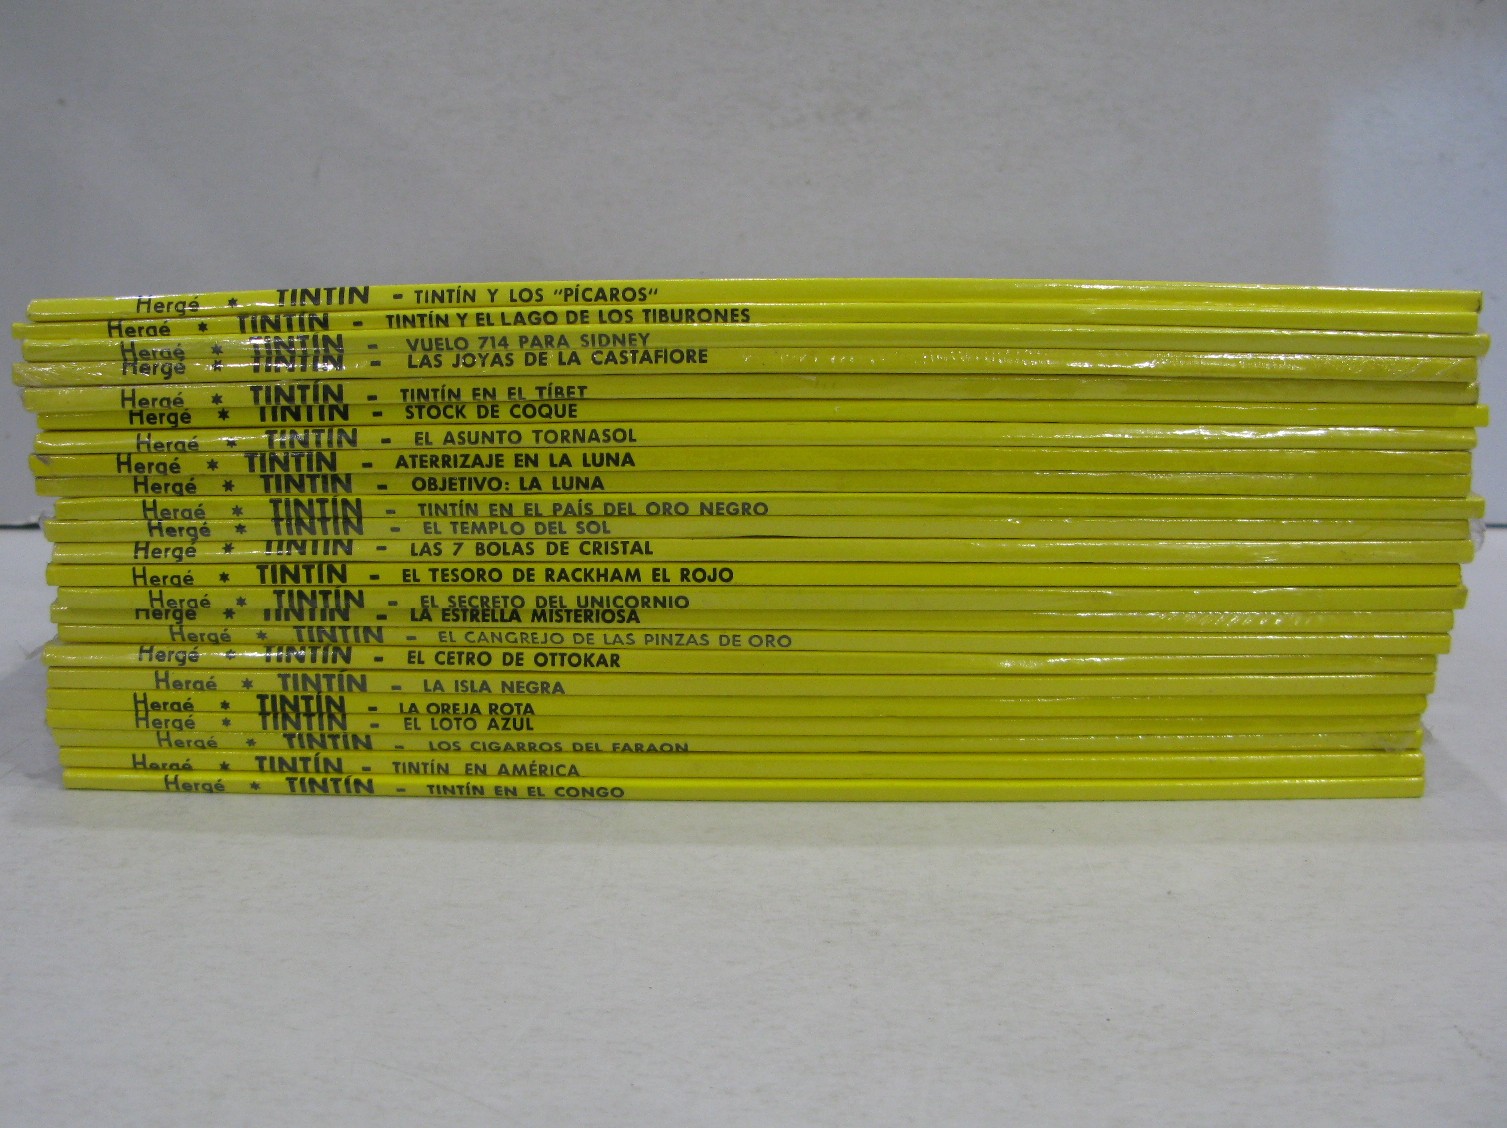 Hergé * TINTÍN - TINTÍN Y LOS "PÍCAROS"
Hergé * TINTÍN - TINTÍN Y EL LAGO DE LOS TIBURONES
Hergé * TINTÍN - VUELO 714 PARA SIDNEY
Hergé * TINTÍN - LAS JOYAS DE LA CASTAFIORE
Hergé * TINTÍN - TINTÍN EN EL TÍBET
Hergé * TINTÍN - STOCK DE COQUE
Hergé * TINTÍN - EL ASUNTO TORNASOL
Hergé * TINTÍN - ATERRIZAJE EN LA LUNA
Hergé * TINTÍN - OBJETIVO: LA LUNA
Hergé * TINTÍN - TINTÍN EN EL PAÍS DEL ORO NEGRO
Hergé * TINTÍN - EL TEMPLO DEL SOL
Hergé * TINTÍN - LAS 7 BOLAS DE CRISTAL
Hergé * TINTÍN - EL TESORO DE RACKHAM EL ROJO
Hergé * TINTÍN - EL SECRETO DEL UNICORNIO
Hergé * TINTÍN - LA ESTRELLA MISTERIOSA
Hergé * TINTÍN - EL CANGREJO DE LAS PINZAS DE ORO
Hergé * TINTÍN - EL CETRO DE OTTOKAR
Hergé * TINTÍN - LA ISLA NEGRA
Hergé * TINTÍN - LA OREJA ROTA
Hergé * TINTÍN - EL LOTO AZUL
Hergé * TINTÍN - LOS CIGARROS DEL FARAON
Hergé * TINTÍN - TINTÍN EN AMÉRICA
Hergé * TINTÍN - TINTÍN EN EL CONGO